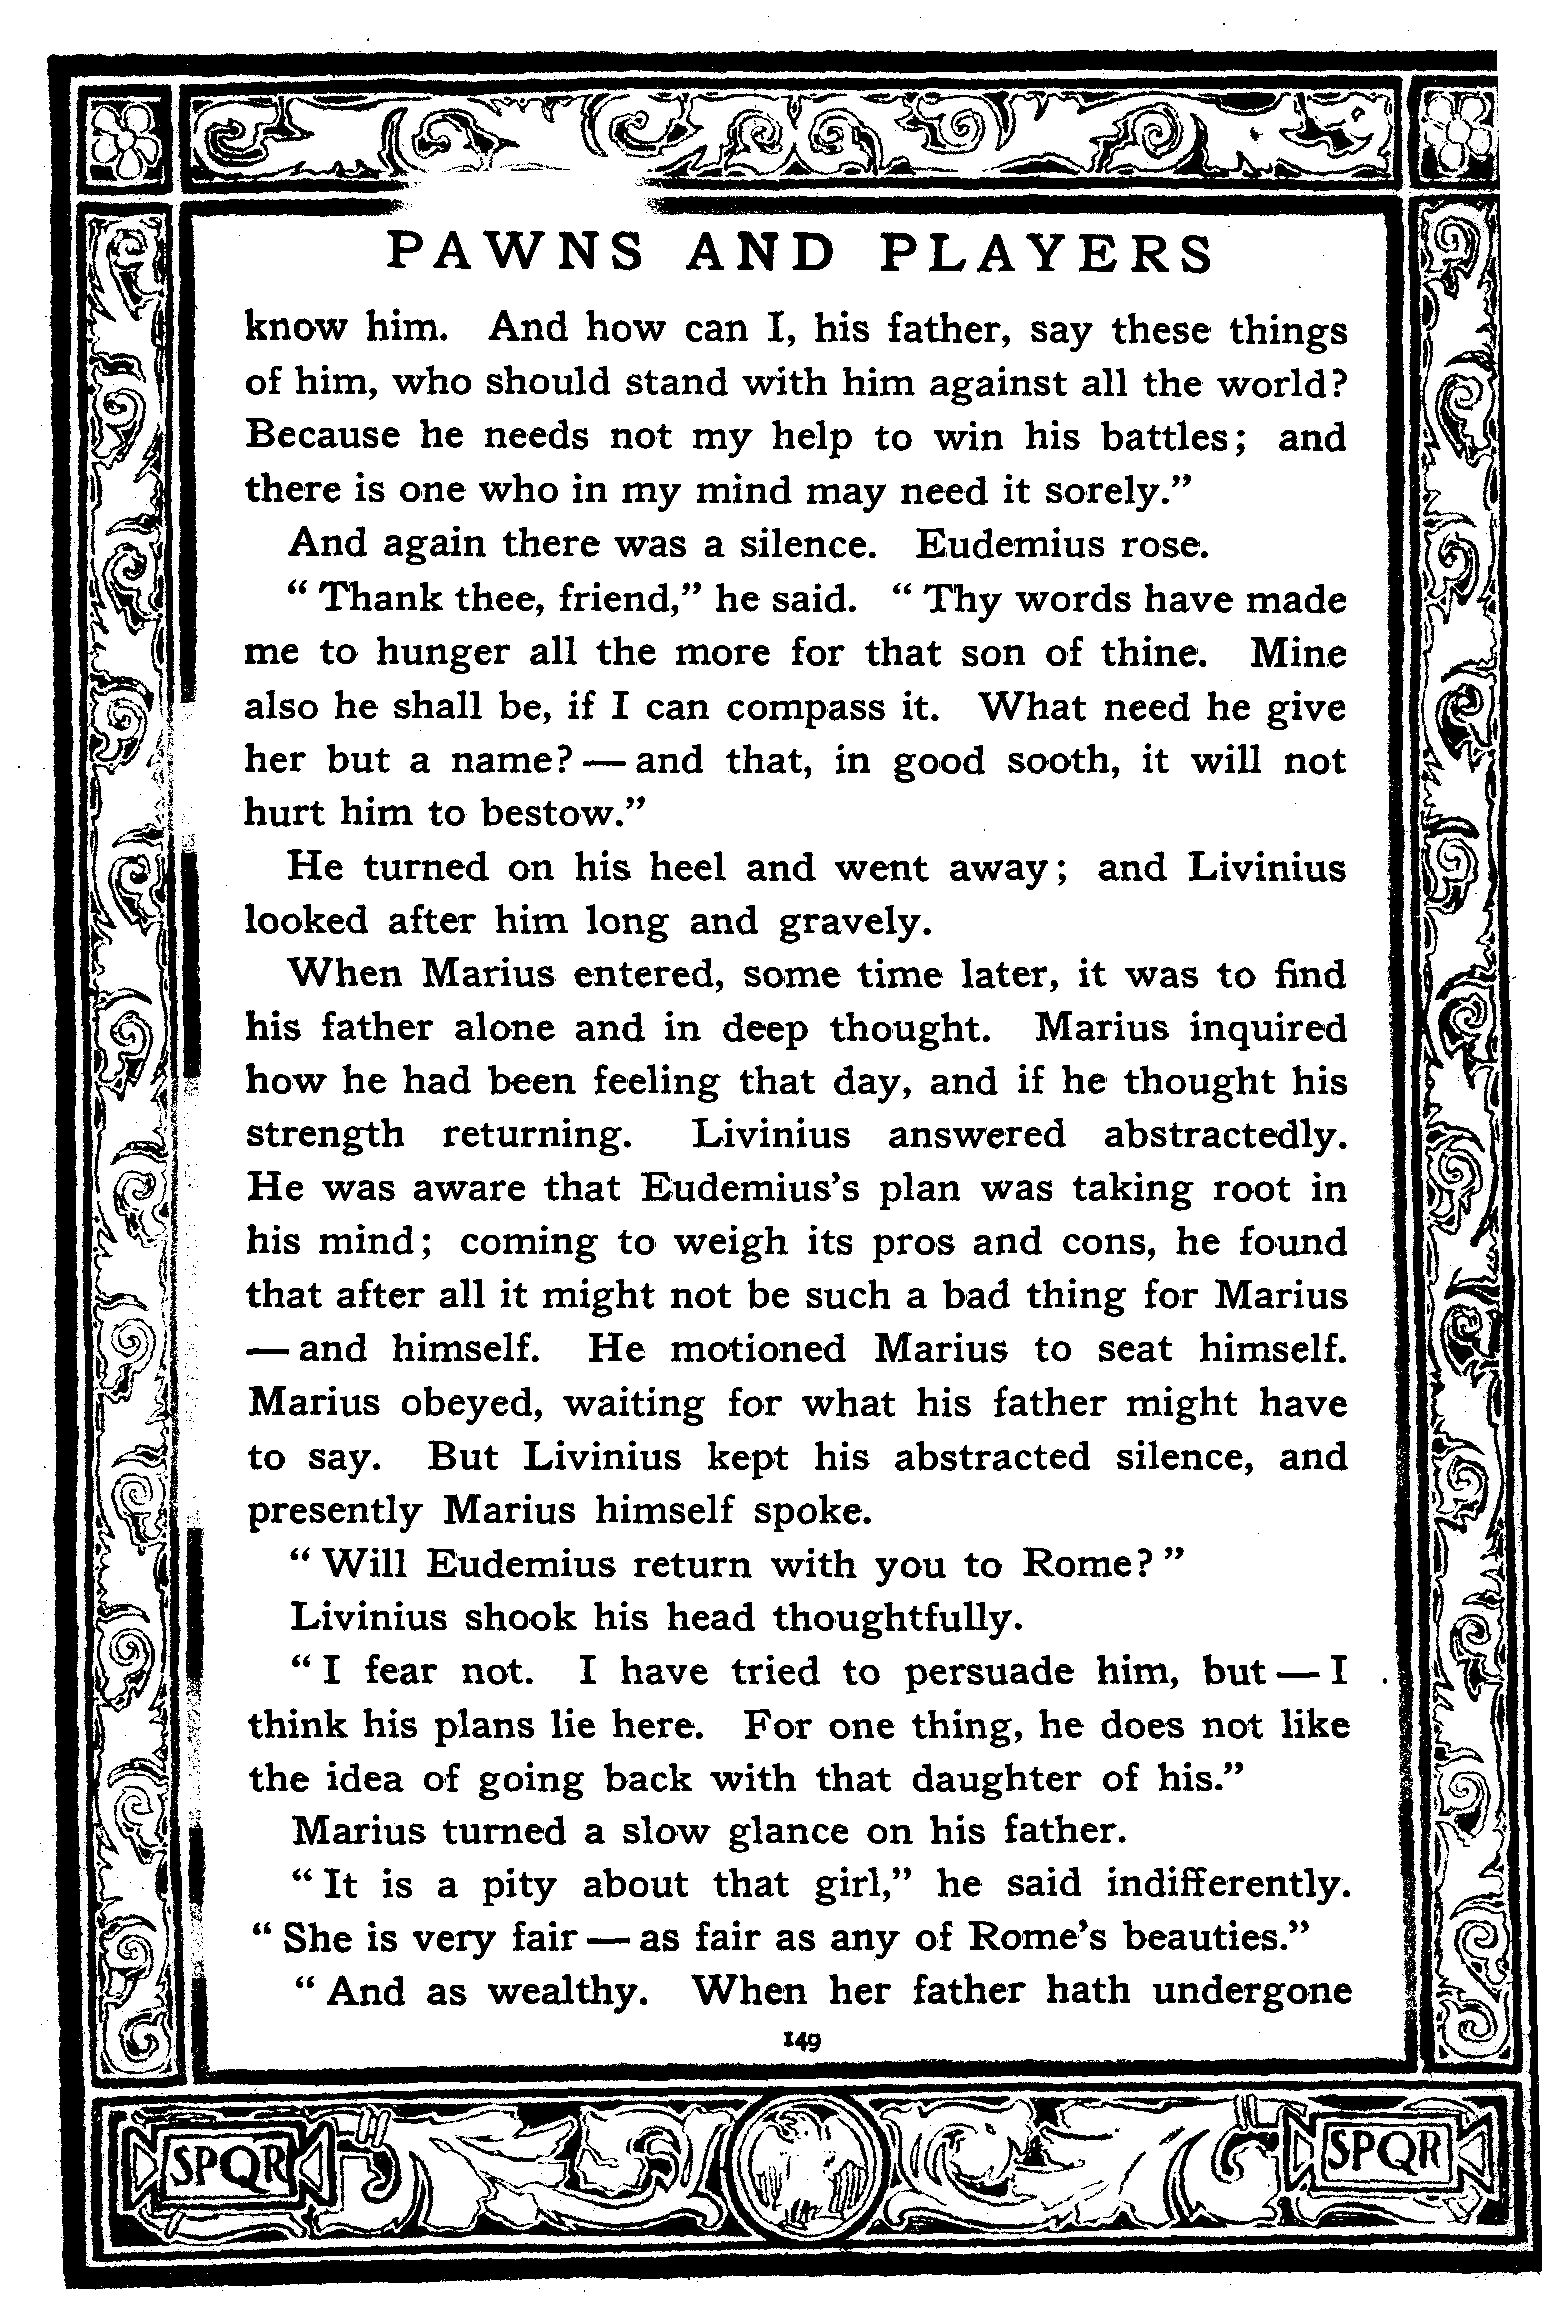 PAWNS AND PLAYERS
know him. And how can I, his father, say these things
of him, who should stand with him against all the world?
Because he needs not my help to win his battles; and
there is one who in my mind may need it sorely.”
And again there was a silence. Eudemius rose.
“Thank thee, friend,” he said. “Thy words have made
me to hunger all the more for that son of thine. Mine
also he shall be, if I can compass it. What need he give
her but a name?—and that, in good sooth, it will not
hurt him to bestow.”
He turned on his heel and went away; and Livinius
looked after him long and gravely.
When Marius entered, some time later, it was to find
his father alone and in deep thought. Marius inquired
how he had been feeling that day, and if he thought his
strength returning. Livinius answered abstractedly.
He was aware that Eudemius’s plan was taking root in
his mind; coming to weigh its pros and cons, he found
that after all it might not be such a bad thing for Marius
—and himself. He motioned Marius to seat himself.
Marius obeyed, waiting for what his father might have
to say. But Livinius kept his abstracted silence, and
presently Marius himself spoke.
“Will Eudemius return with you to Rome?”
Livinius shook his head thoughtfully.
“I fear not. I have tried to persuade him, but—I
think his plans lie here. For one thing, he does not like
the idea of going back with that daughter of his.”
Marius turned a slow glance on his father.
“It is a pity about that girl,” he said indifferently.
“She is very fair—as fair as any of Rome’s beauties.”
“And as wealthy. When her father hath undergone
149
SPQR SPQR